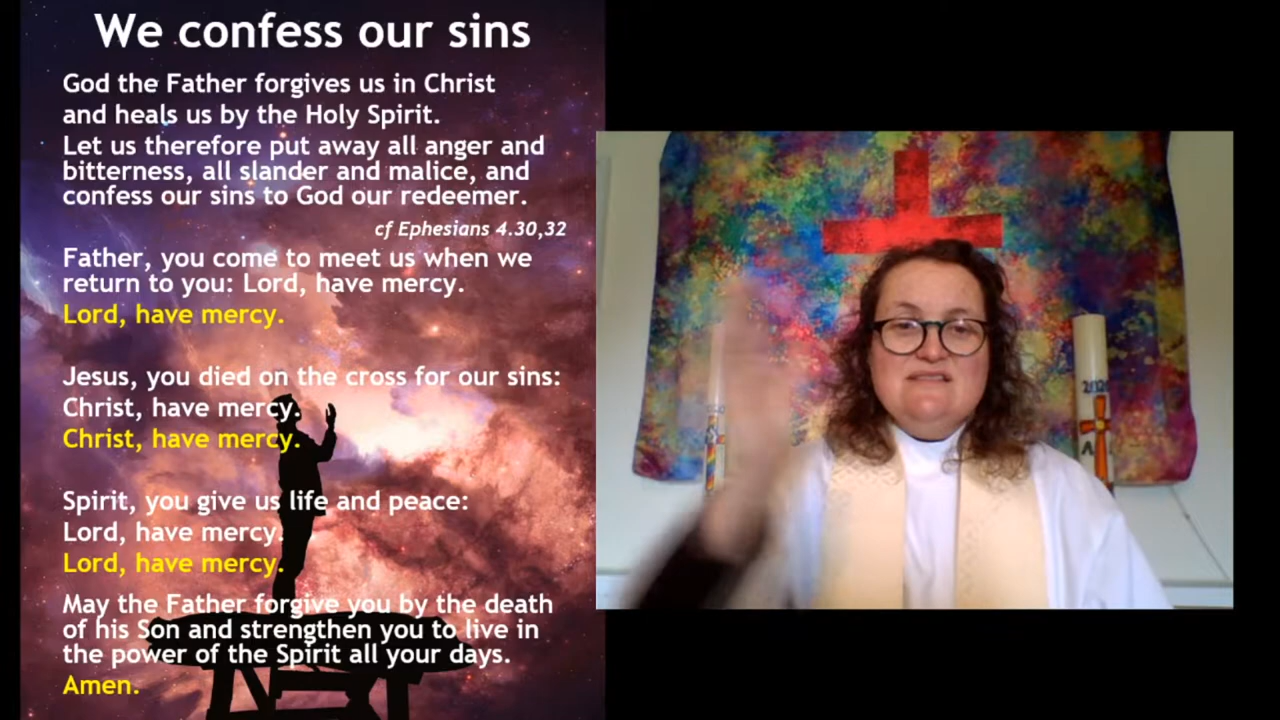 We confess our sins
God the Father forgives us in Christ
and heals us by the Holy Spirit.
Let us therefore put away all anger and
bitterness, all slander and malice, and
confess our sins to God our redeemer.
cf Ephesians 4.30,32
Father, you come to meet us when we
return to you: Lord, have mercy.
Lord, have mercy.
Jesus, you died on the cross for our sins:
Christ, have mercy.
Christ, have mercy.
Spirit, you give us life and peace:
Lord, have mercy.
Lord, have mercy.
May the Father forgive you by the death
of his Son and strengthen you to live in
the power of the Spirit all your days.
Amen.